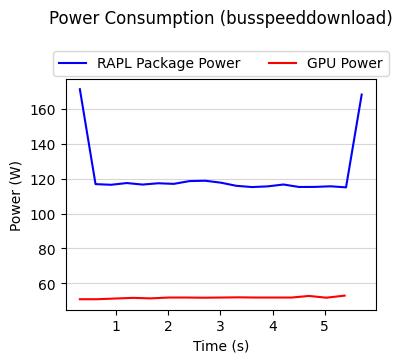 Power Consumption (busspeeddownload)
RAPL Package Power
GPU Power
Power (W)
160
140
120
100
80
60
1
2
3
4
5
Time (s)